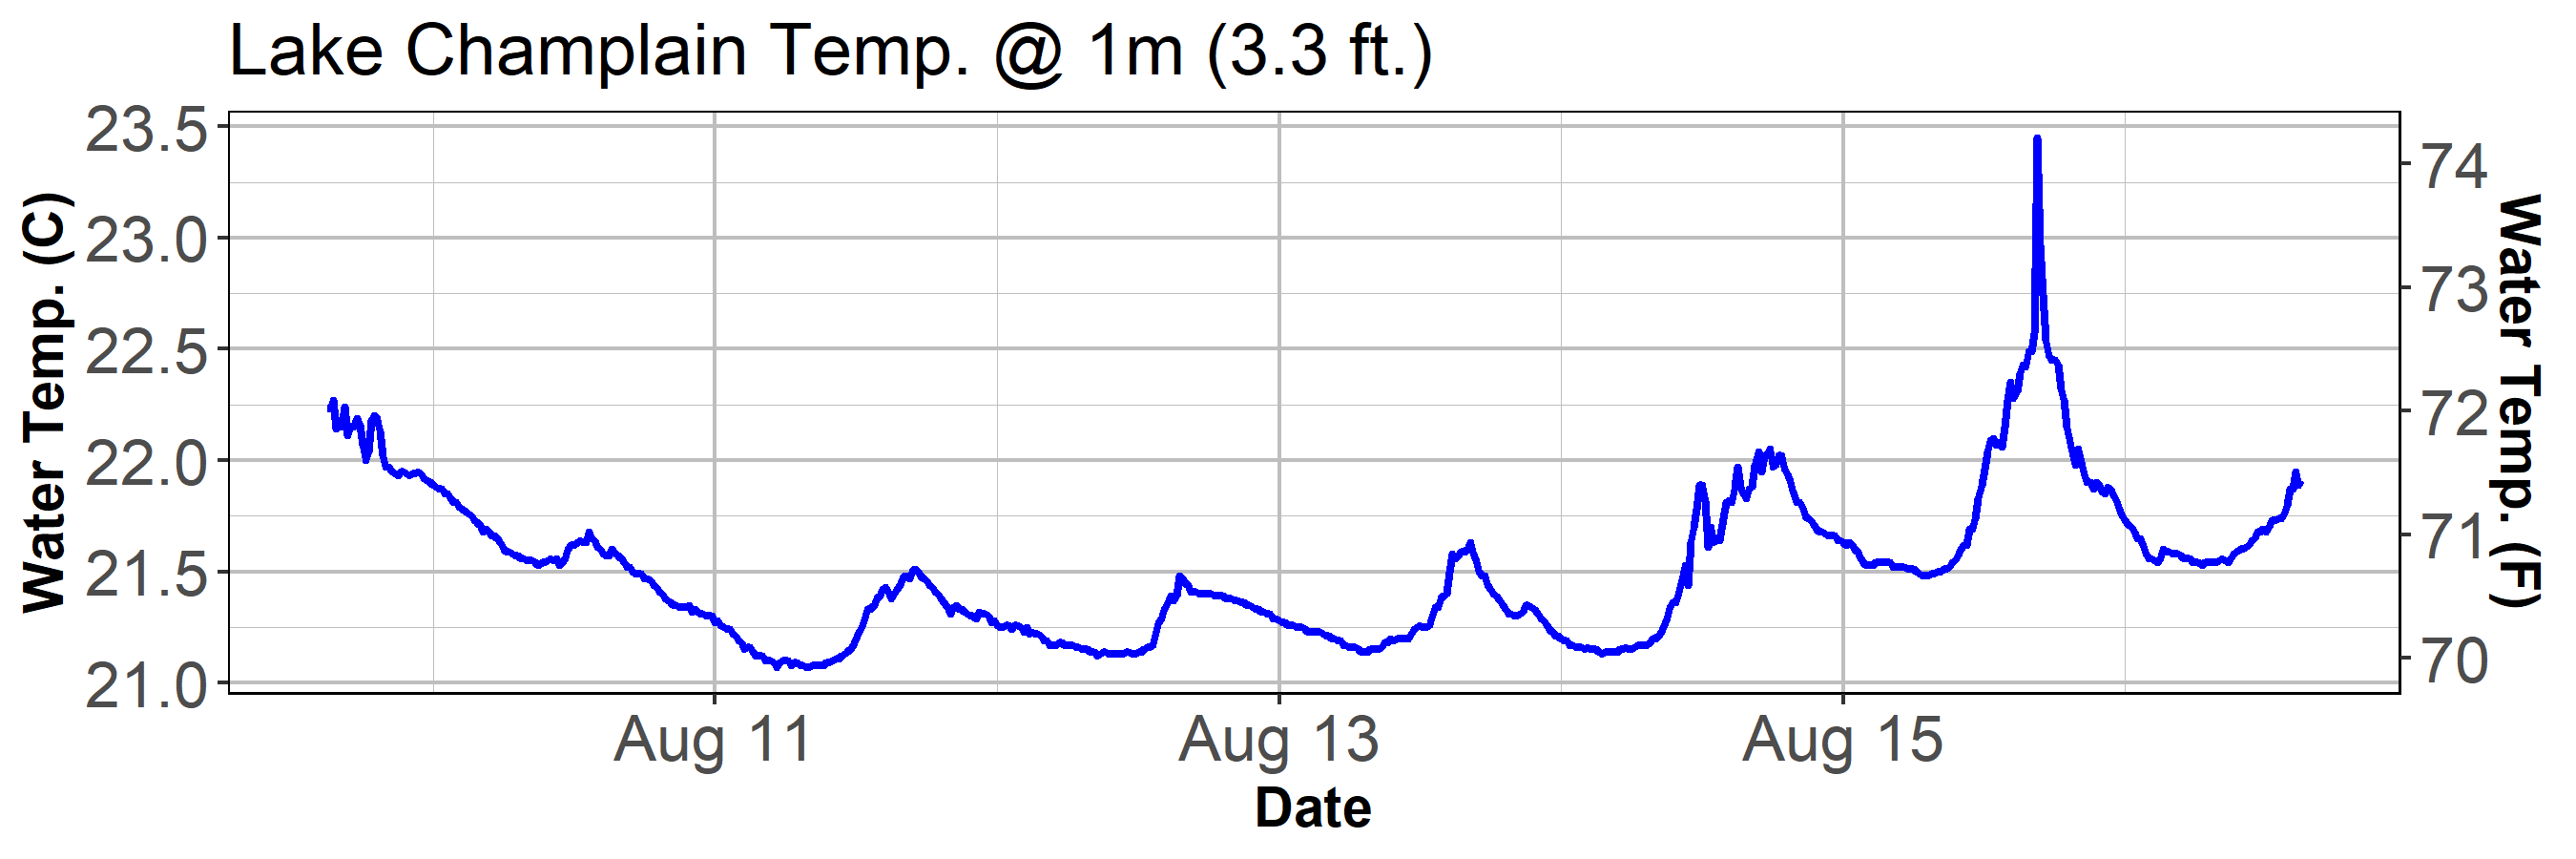 Lake Champlain Temp. @ 1m (3.3 ft.)
Water Temp. (C)
23.5
23.0
22.5
22.0
21.5
21.0
74
73
72
71
70
Water Temp. (F)
Aug 11 Aug 13 Aug 15
Date